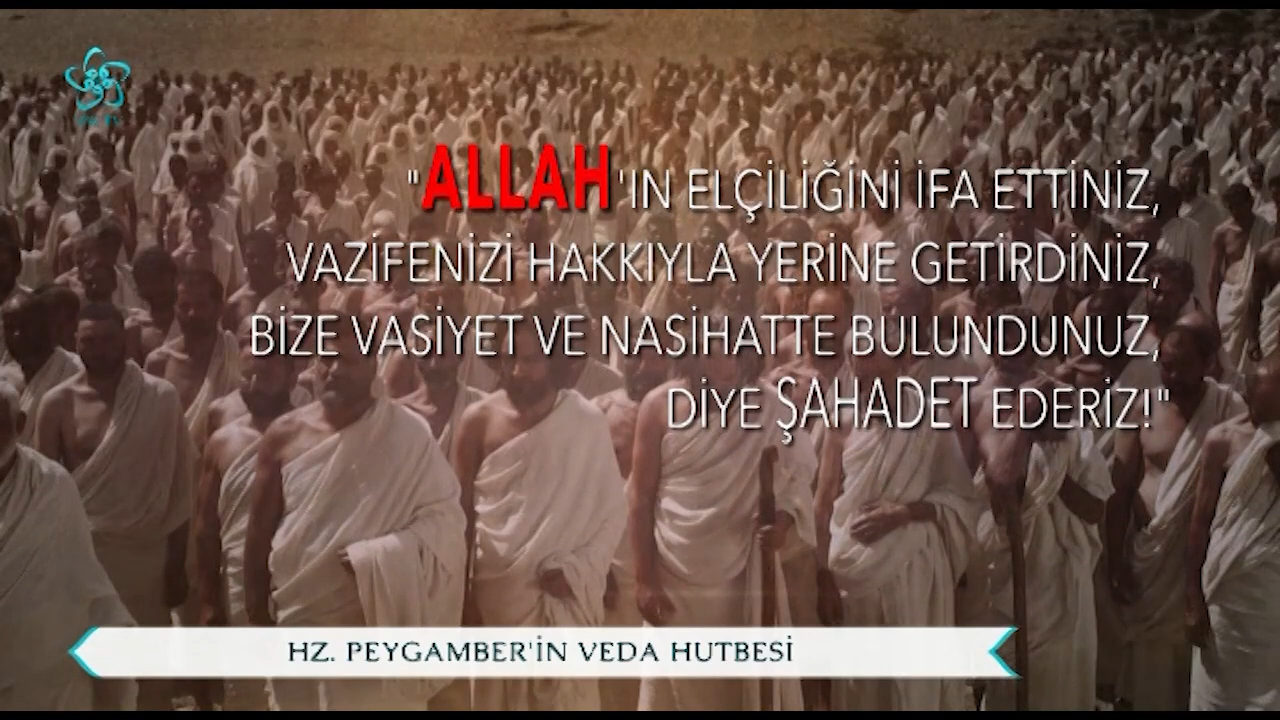 "ALLAH'IN ELÇİLİĞİNİ İFA ETTİNİZ,
VAZİFENİZİ HAKKIYLA YERİNE GETİRDİNİZ,
BİZE VASİYET VE NASİHATTE BULUNDUNUZ,
DİYE ŞAHADET EDERİZ!"
HZ. PEYGAMBER'İN VEDA HUTBESİ